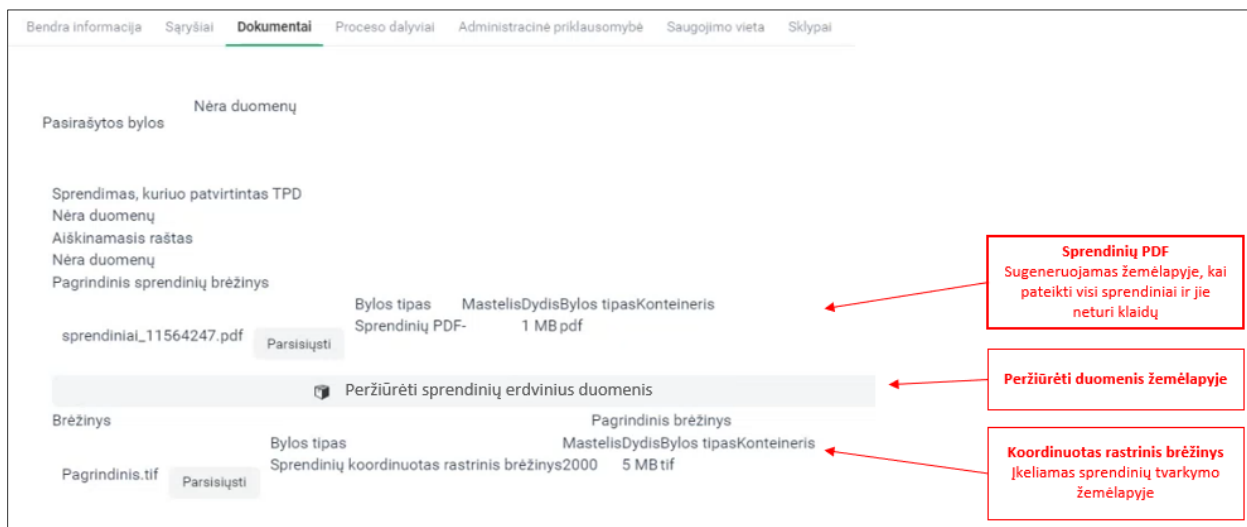 Bendra informacija Sąryšiai Dokumentai Proceso dalyviai Administracinė priklausomybė Saugojimo vieta Sklypai
Nėra duomenų
Pasirašytos bylos
Sprendimas, kuriuo patvirtintas TPD
Nėra duomenų
Aiškinamasis raštas
Nėra duomenų
Pagrindinis sprendinių brėžinys
Bylos tipas MastelisDydisBylos tipasKonteineris
Sprendinių PDF- 1 MB pdf
sprendiniai_11564247.pdf Parsisiųsti
Peržiūrėti sprendinių erdvinius duomenis
Brėžinys Pagrindinis brėžinys
Bylos tipas MastelisDydisBylos tipasKonteineris
Sprendinių koordinuotas rastrinis brėžinys2000 5 MB tif
Pagrindinis.tif Parsisiųsti
Sprendinių PDF
Sugeneruojamas žemėlapyje, kai
pateikti visi sprendiniai ir jie
neturi klaidų
Peržiūrėti duomenis žemėlapyje
Koordinuotas rastrinis brėžinys
Įkeliamas sprendinių tvarkymo
žemėlapyje